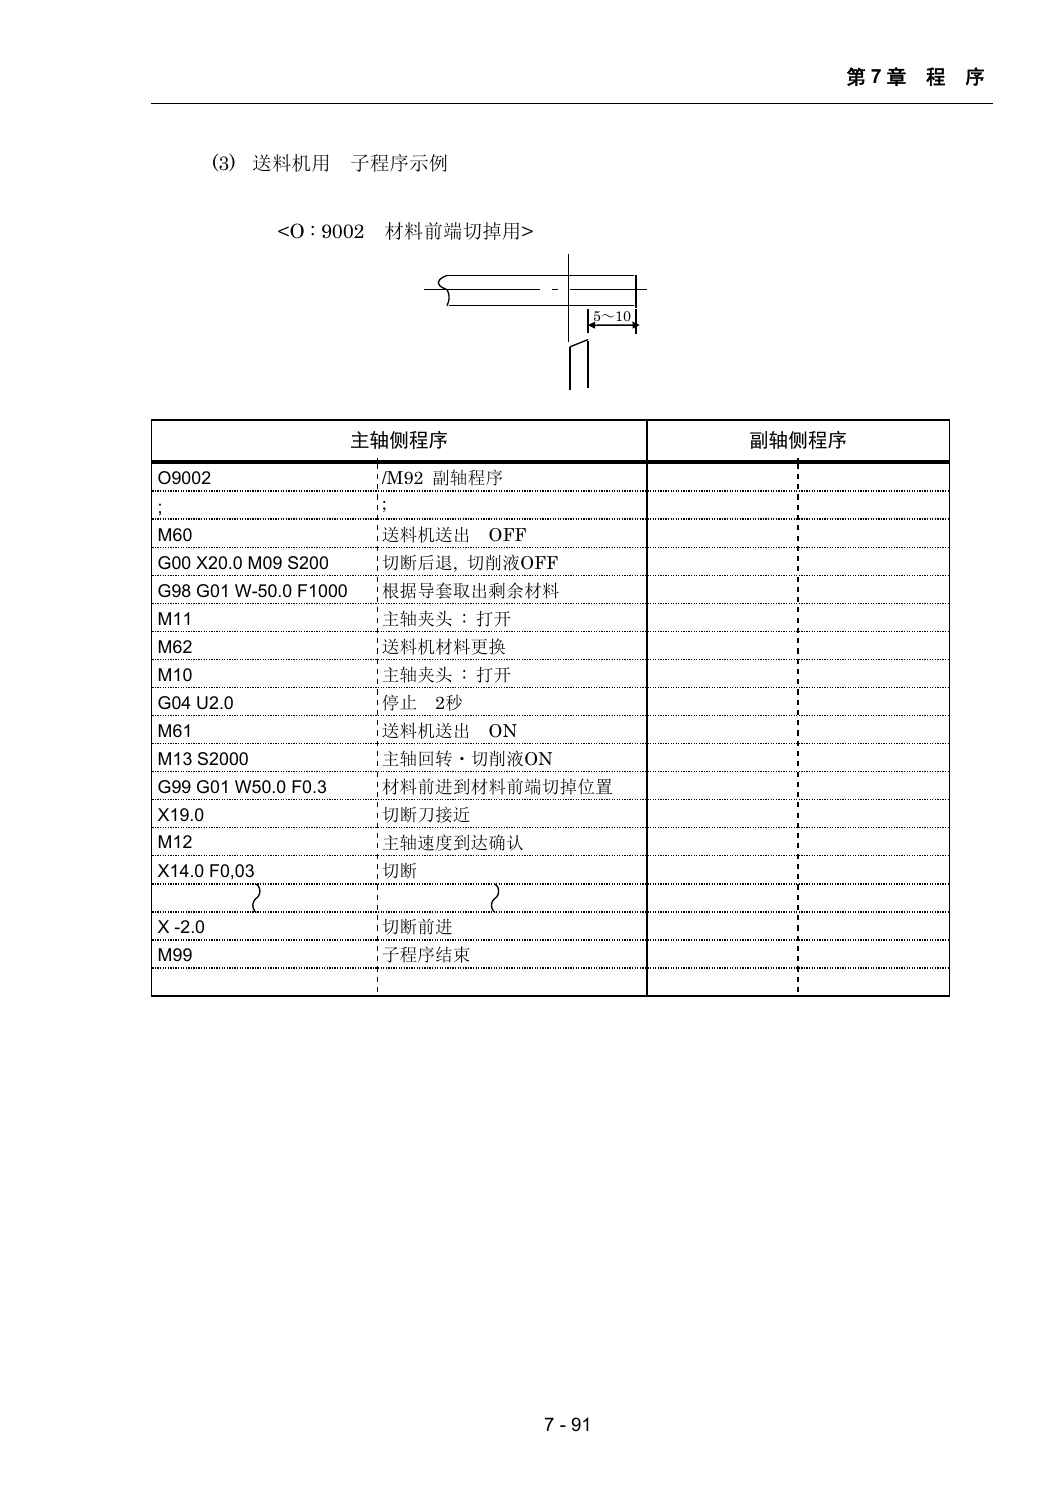 第 7 章　程　序
(3)　送料机用　子程序示例
<O：9002　材料前端切掉用>
5～10
主轴侧程序　副轴侧程序
O9002　/M92 副轴程序
;　;
M60　送料机送出　OFF
G00 X20.0 M09 S200　切断后退, 切削液OFF
G98 G01 W-50.0 F1000　根据导套取出剩余材料
M11　主轴夹头：打开
M62　送料机材料更换
M10　主轴夹头：打开
G04 U2.0　停止　2秒
M61　送料机送出　ON
M13 S2000　主轴回转・切削液ON
G99 G01 W50.0 F0.3　材料前进到材料前端切掉位置
X19.0　切断刀接近
M12　主轴速度到达确认
X14.0 F0,03　切断
X -2.0　切断前进
M99　子程序结束
7 - 91